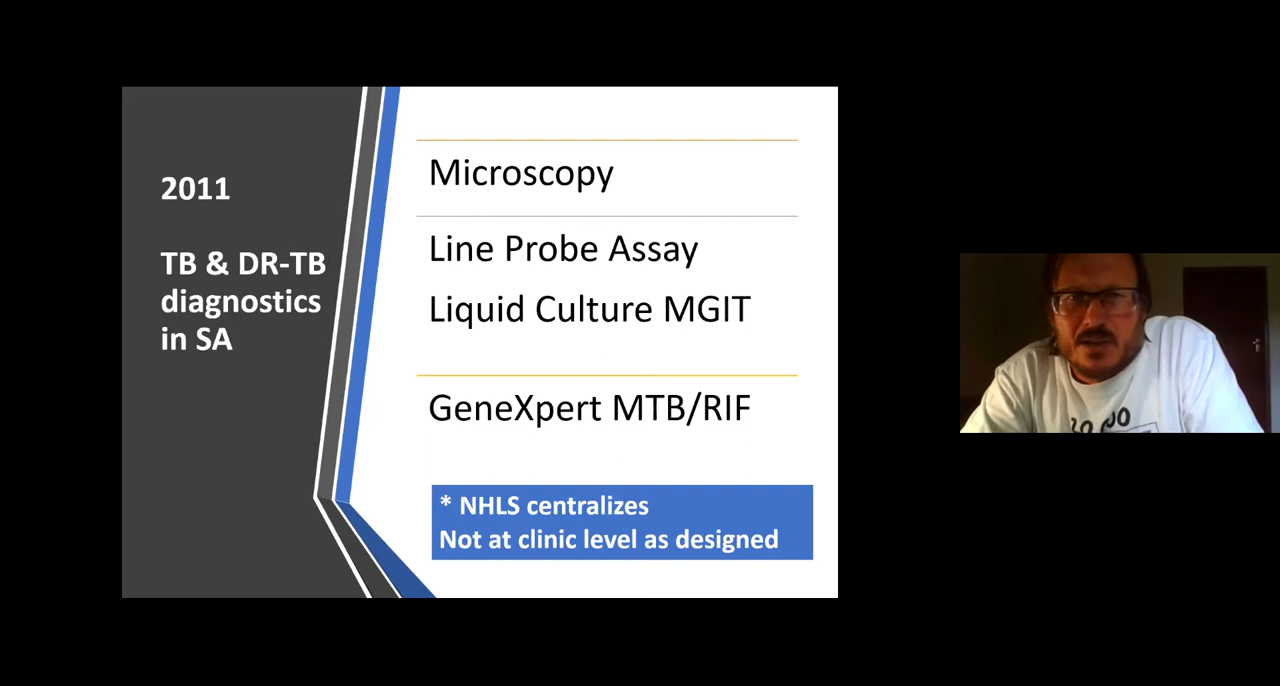 2011
TB & DR-TB
diagnostics
in SA
Microscopy
Line Probe Assay
Liquid Culture MGIT
GeneXpert MTB/RIF
* NHLS centralizes
Not at clinic level as designed